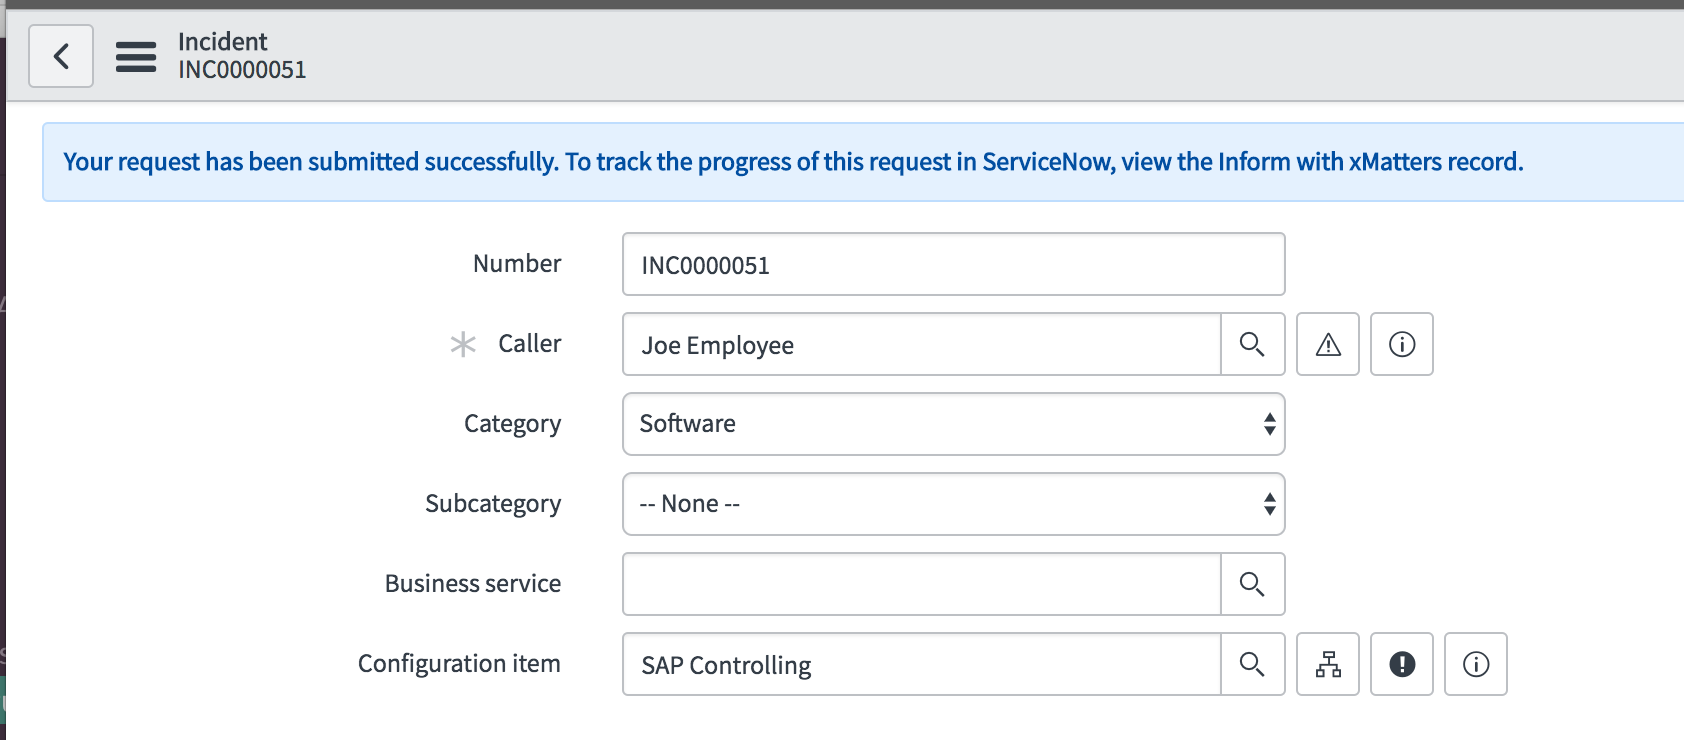 Incident
INC0000051
Your request has been submitted successfully. To track the progress of this request in ServiceNow, view the Inform with xMatters record.
Number INC0000051
Caller Joe Employee
Category Software
Subcategory -- None --
Business service
Configuration item SAP Controlling